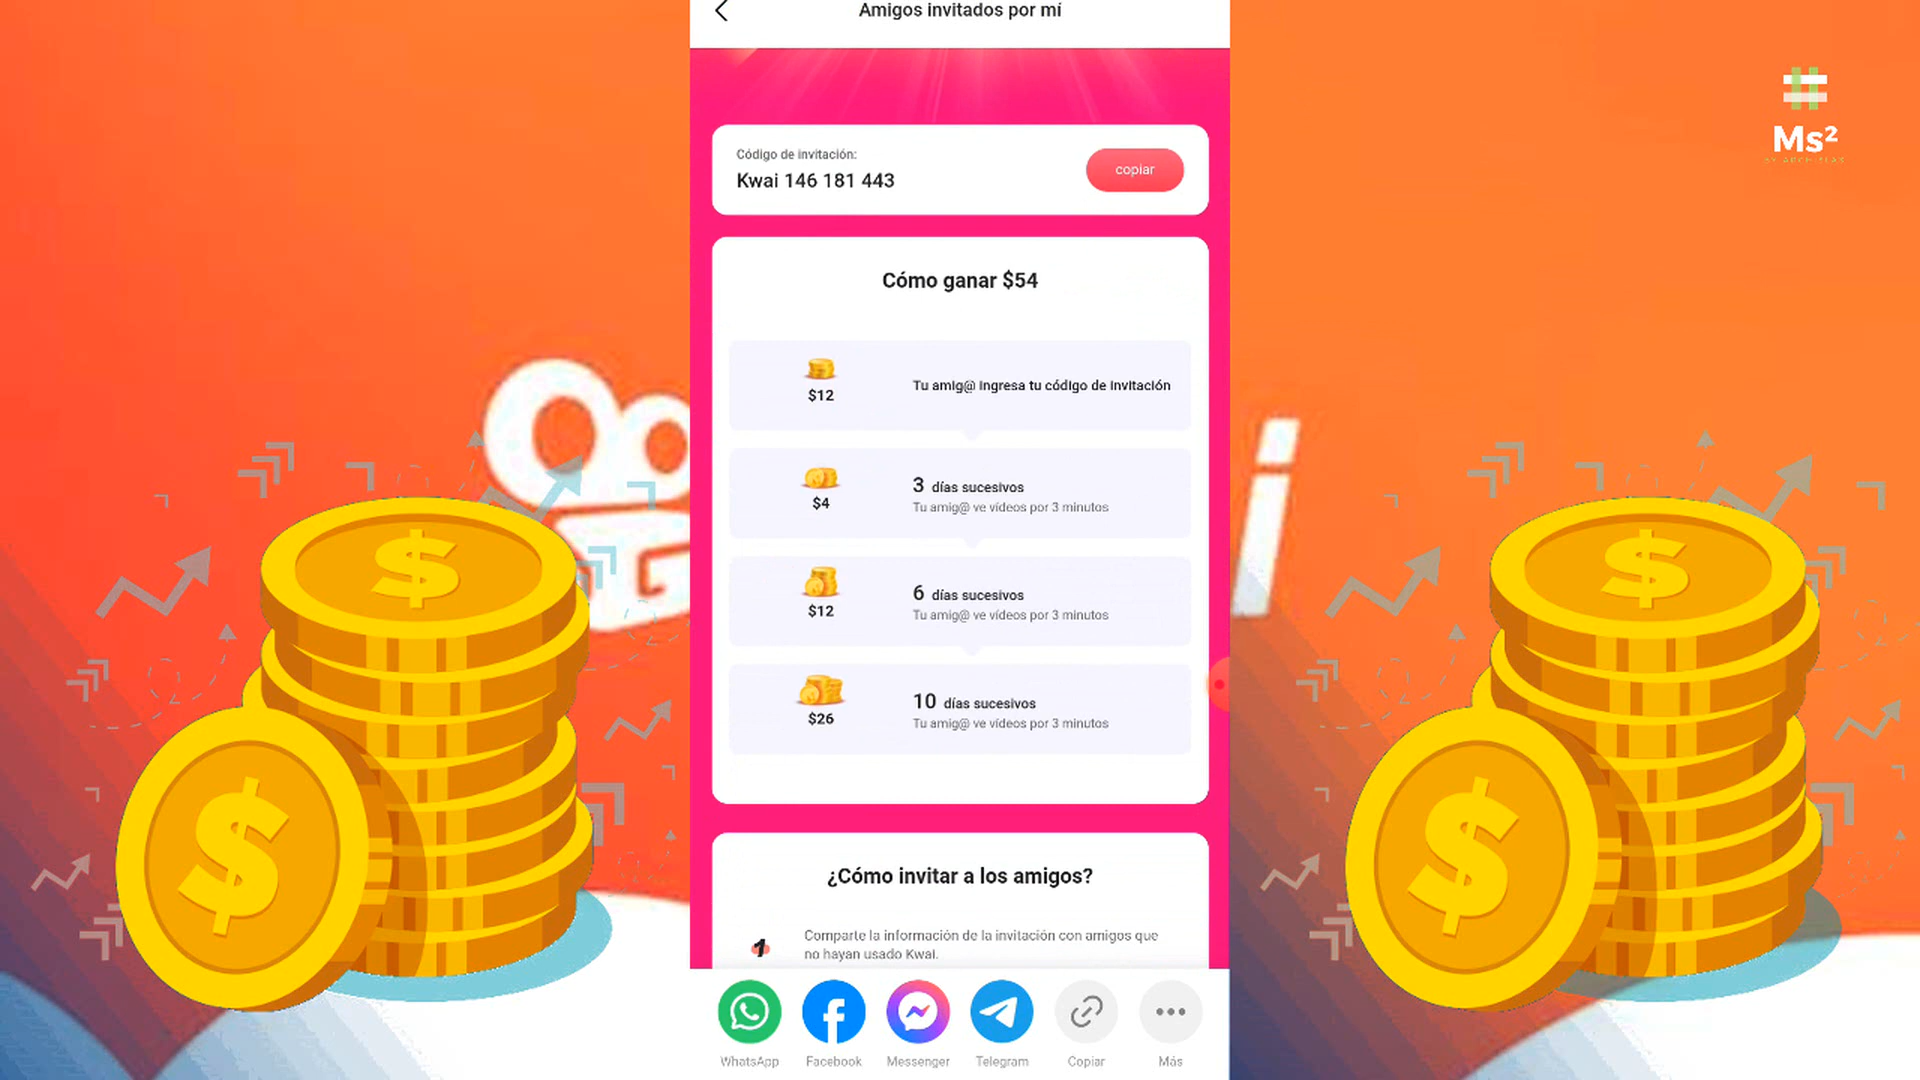 Amigos invitados por mí
Ms²
BY ARCHIPLAN
Código de invitación:
Kwai 146 181 443
copiar
Cómo ganar $54
$12
Tu amig@ ingresa tu código de invitación
$4
3 días sucesivos
Tu amig@ ve vídeos por 3 minutos
$12
6 días sucesivos
Tu amig@ ve vídeos por 3 minutos
$26
10 días sucesivos
Tu amig@ ve vídeos por 3 minutos
¿Cómo invitar a los amigos?
1
Comparte la información de la invitación con amigos que
no hayan usado Kwai.
WhatsApp
Facebook
Messenger
Telegram
Copiar
Más